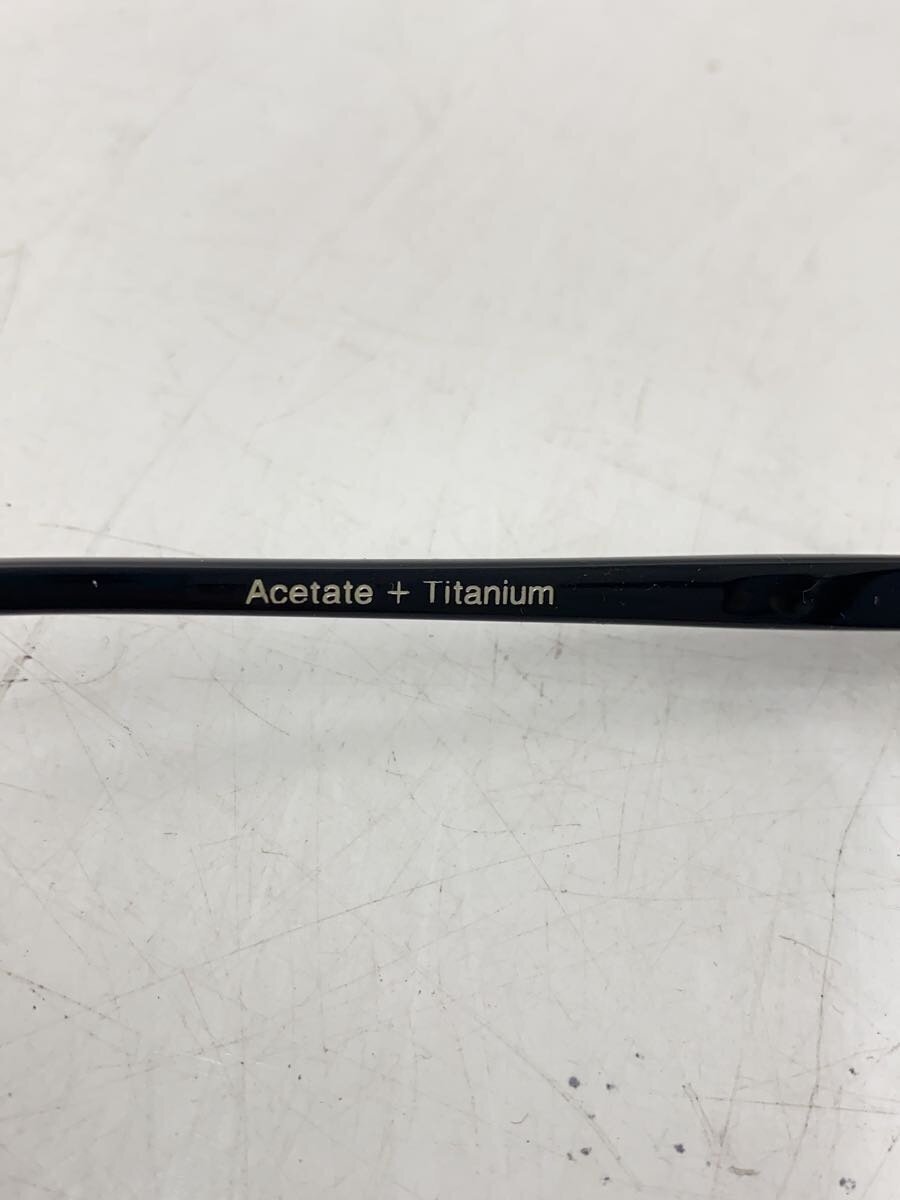 Acetate + Titanium